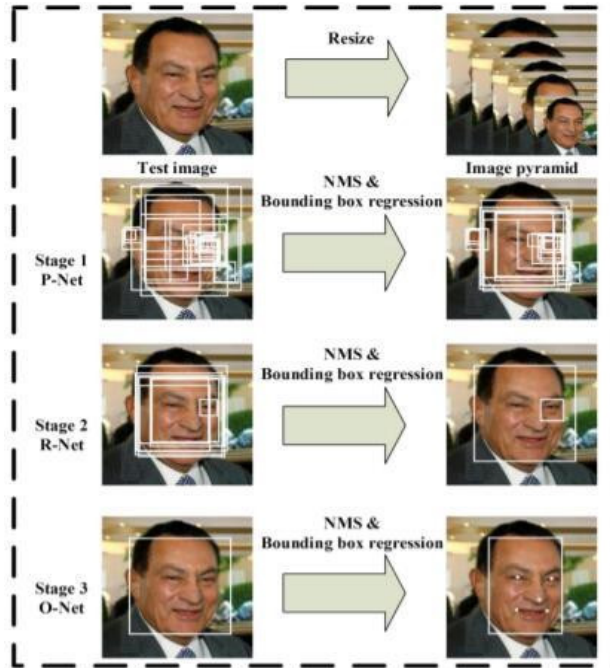 Resize
Test image
Image pyramid
NMS &
Bounding box regression
Stage 1
P-Net
NMS &
Bounding box regression
Stage 2
R-Net
NMS &
Bounding box regression
Stage 3
O-Net